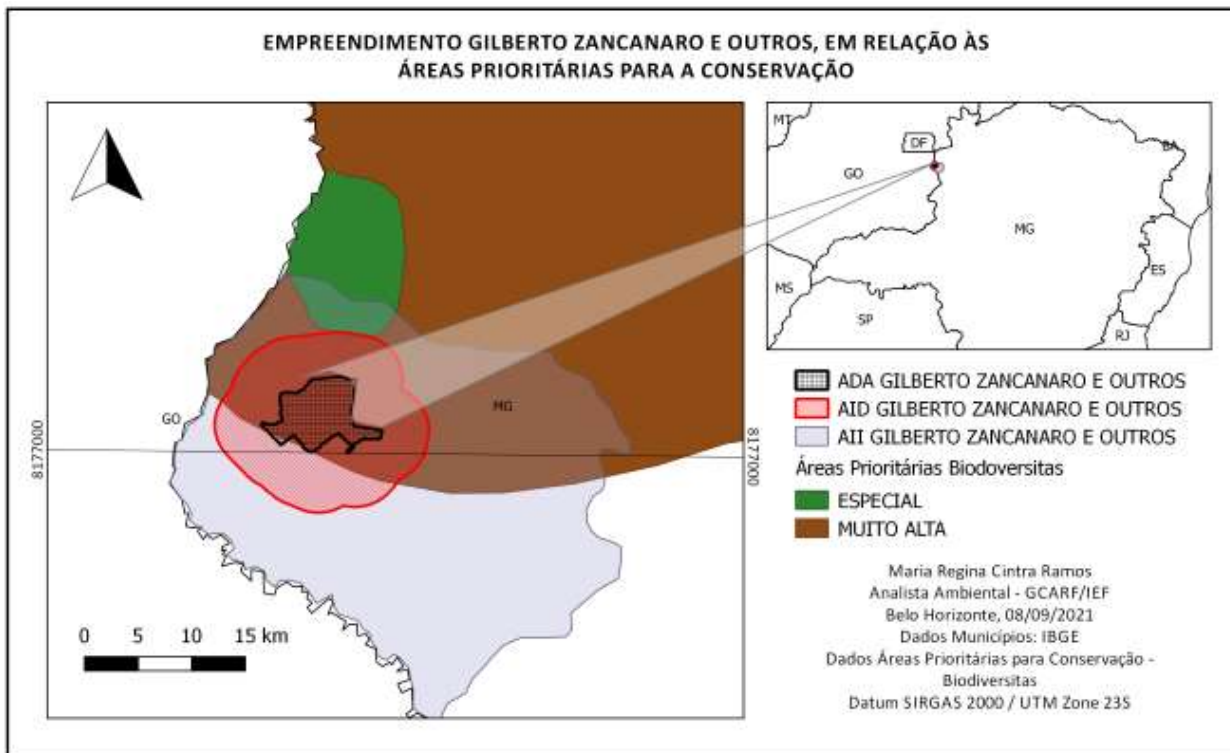 EMPREENDIMENTO GILBERTO ZANCANARO E OUTROS, EM RELAÇÃO ÀS
ÁREAS PRIORITÁRIAS PARA A CONSERVAÇÃO
GO
MG
8177000
8177000
0 5 10 15 km
MT
DF
GO
BA
MG
ES
MS
SP
RJ
ADA GILBERTO ZANCANARO E OUTROS
AID GILBERTO ZANCANARO E OUTROS
AII GILBERTO ZANCANARO E OUTROS
Áreas Prioritárias Biodoversitas
ESPECIAL
MUITO ALTA
Maria Regina Cintra Ramos
Analista Ambiental - GCARF/IEF
Belo Horizonte, 08/09/2021
Dados Municípios: IBGE
Dados Áreas Prioritárias para Conservação -
Biodiversitas
Datum SIRGAS 2000 / UTM Zone 23S